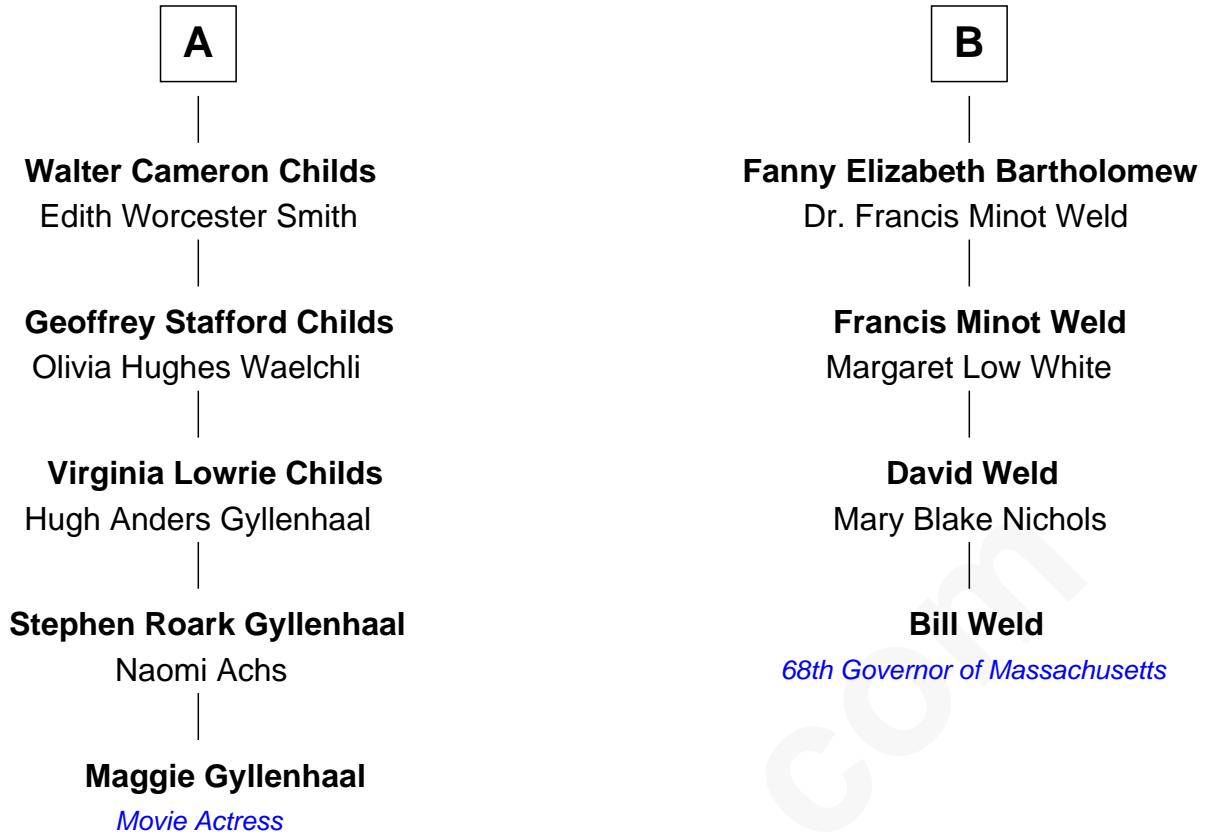 A
Walter Cameron Childs
Edith Worcester Smith
Geoffrey Stafford Childs
Olivia Hughes Waelchli
Virginia Lowrie Childs
Hugh Anders Gyllenhaal
Stephen Roark Gyllenhaal
Naomi Achs
Maggie Gyllenhaal
Movie Actress
B
Fanny Elizabeth Bartholomew
Dr. Francis Minot Weld
Francis Minot Weld
Margaret Low White
David Weld
Mary Blake Nichols
Bill Weld
68th Governor of Massachusetts
com